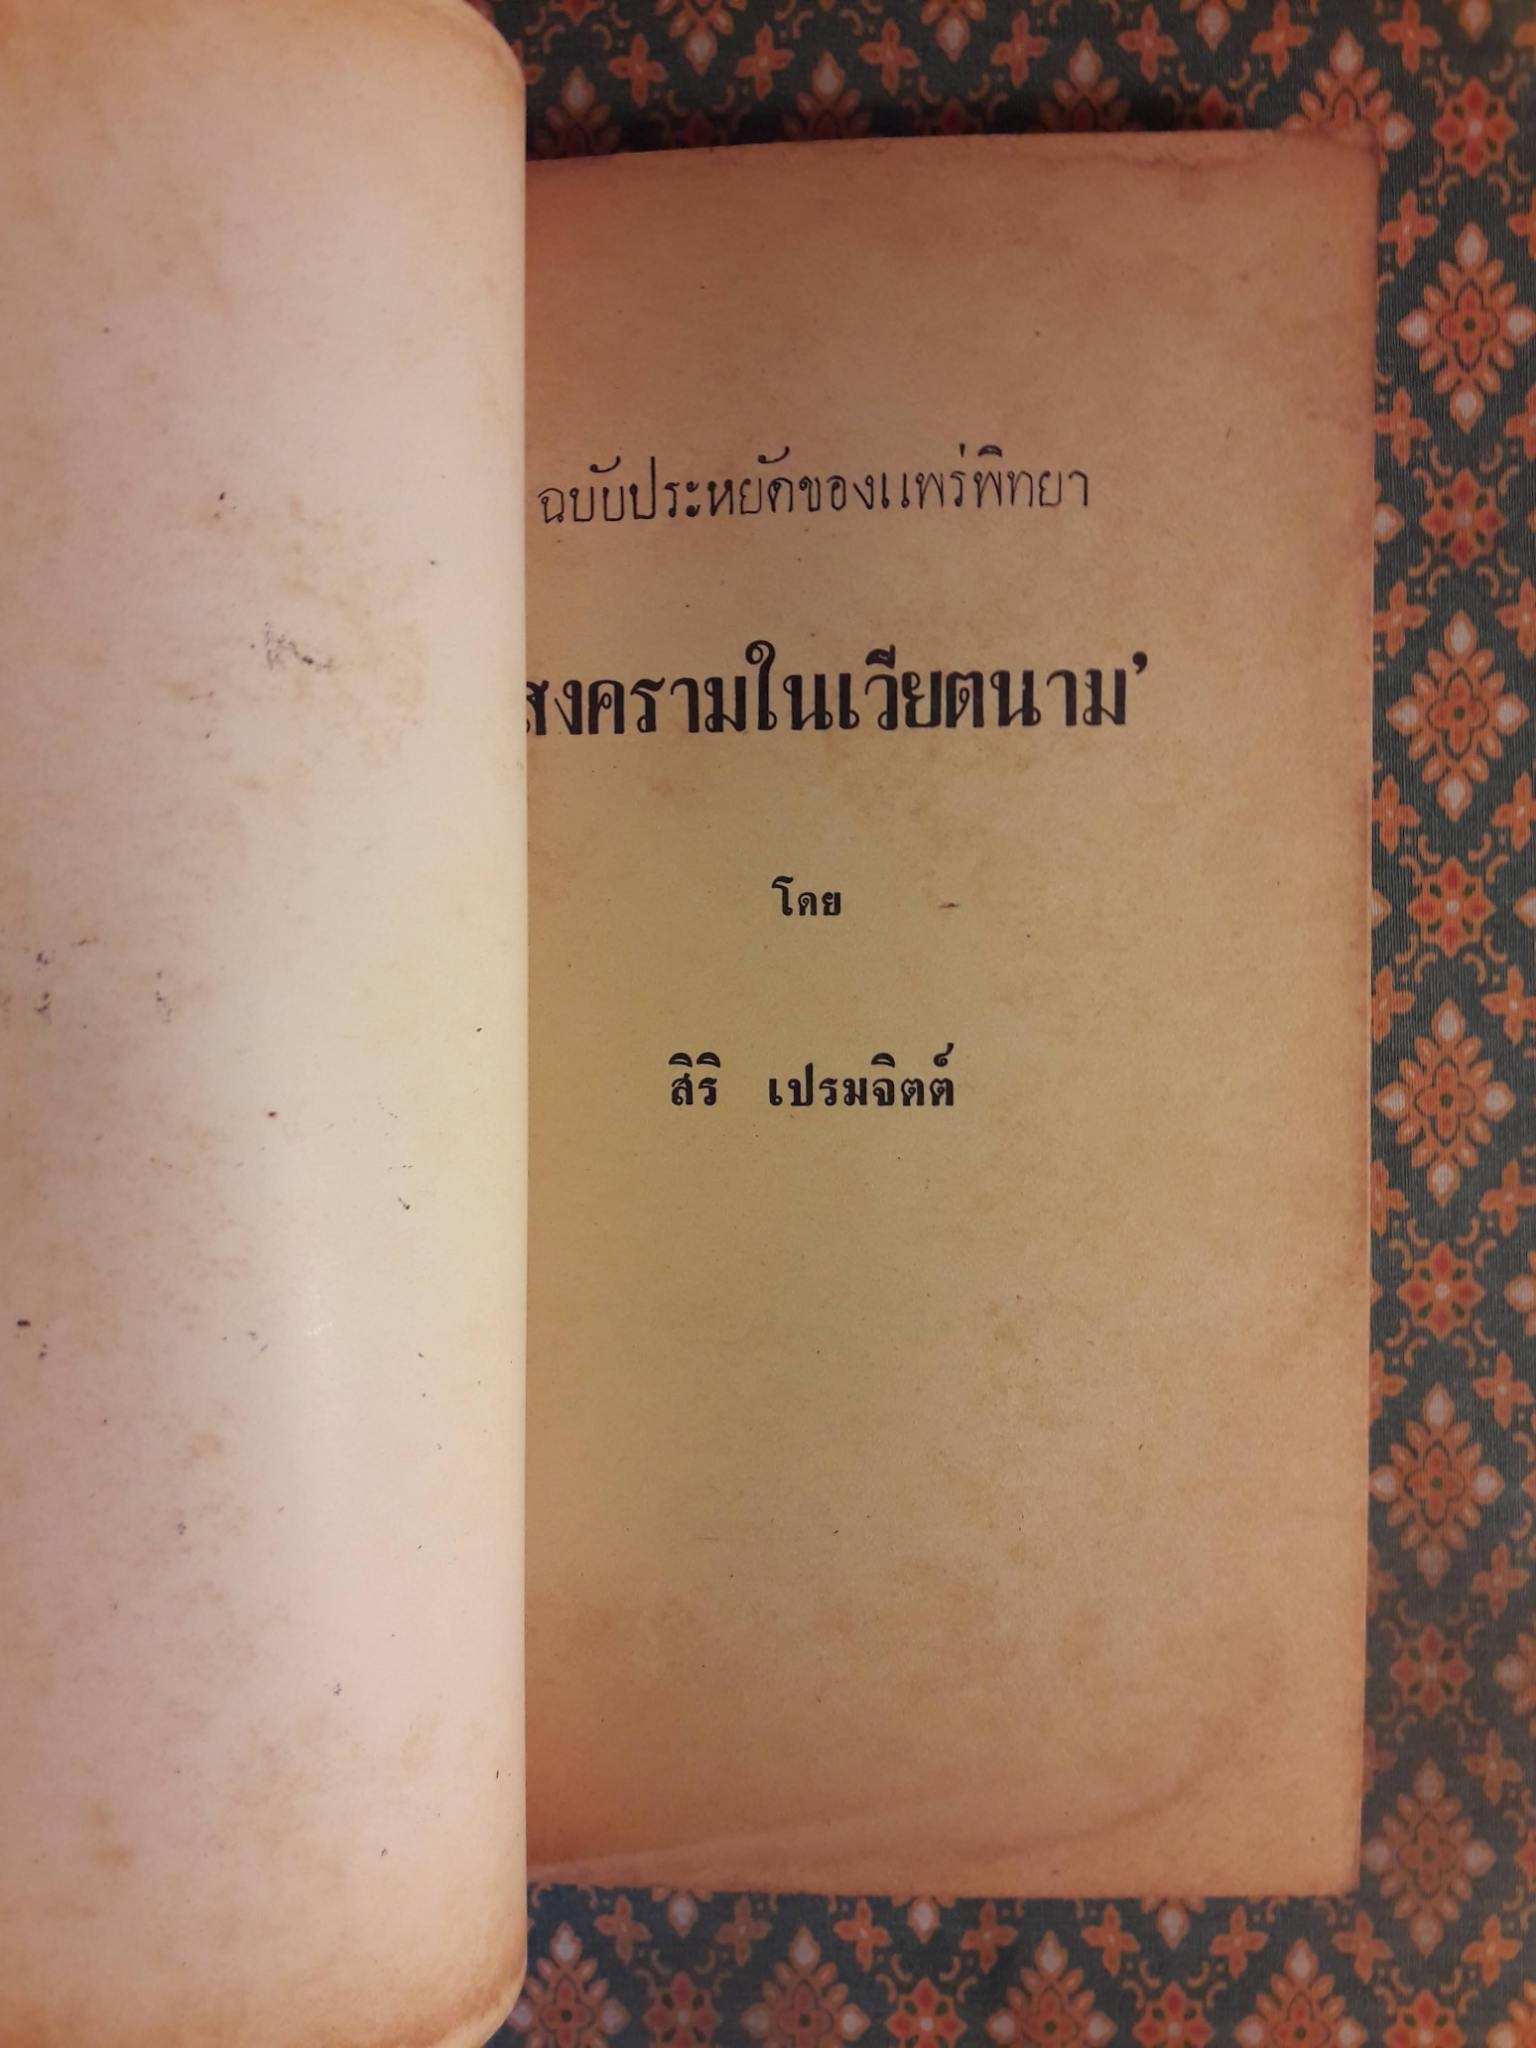 ฉบับประหยัดของแพร่พิทยา
สงครามในเวียตนาม’
โดย
สิริ เปรมจิตต์